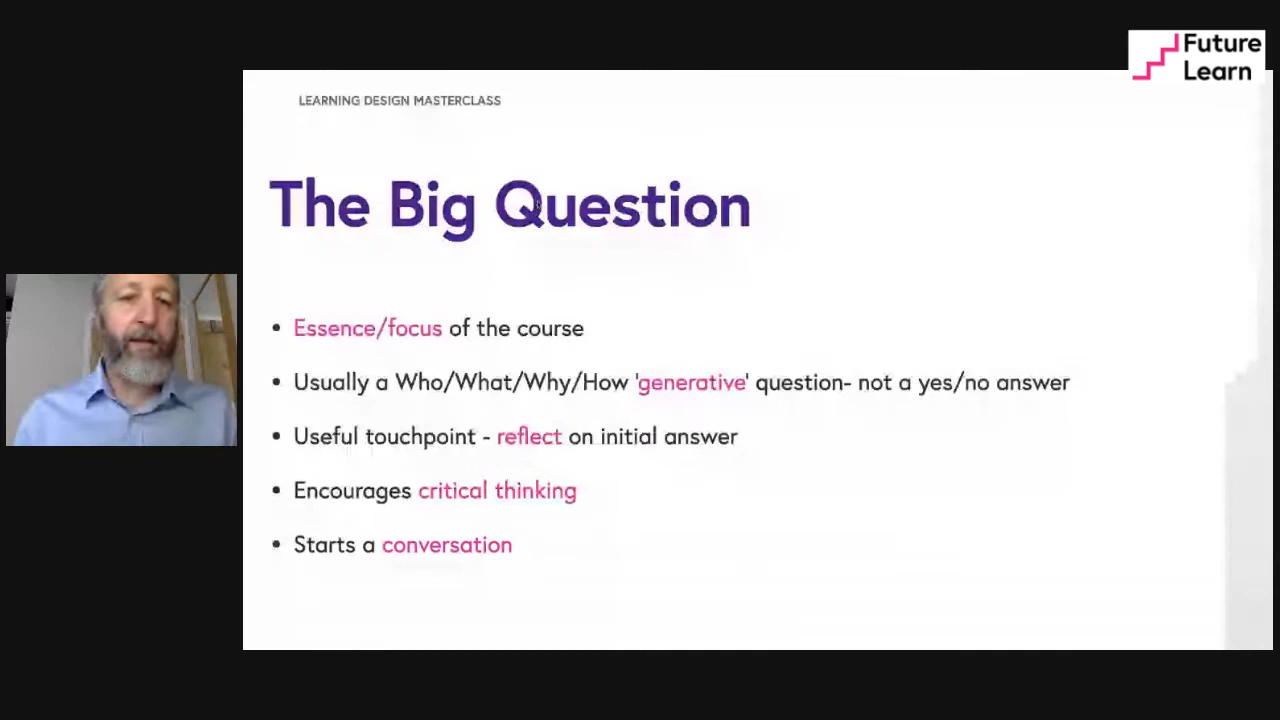 Future
Learn
LEARNING DESIGN MASTERCLASS
The Big Question
• Essence/focus of the course
• Usually a Who/What/Why/How 'generative' question- not a yes/no answer
• Useful touchpoint - reflect on initial answer
• Encourages critical thinking
• Starts a conversation